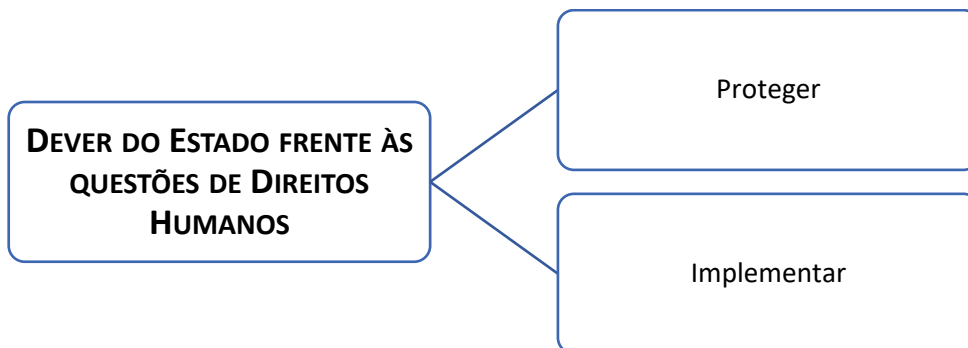 DEVER DO ESTADO FRENTE ÀS
QUESTÕES DE DIREITOS
HUMANOS
Proteger
Implementar